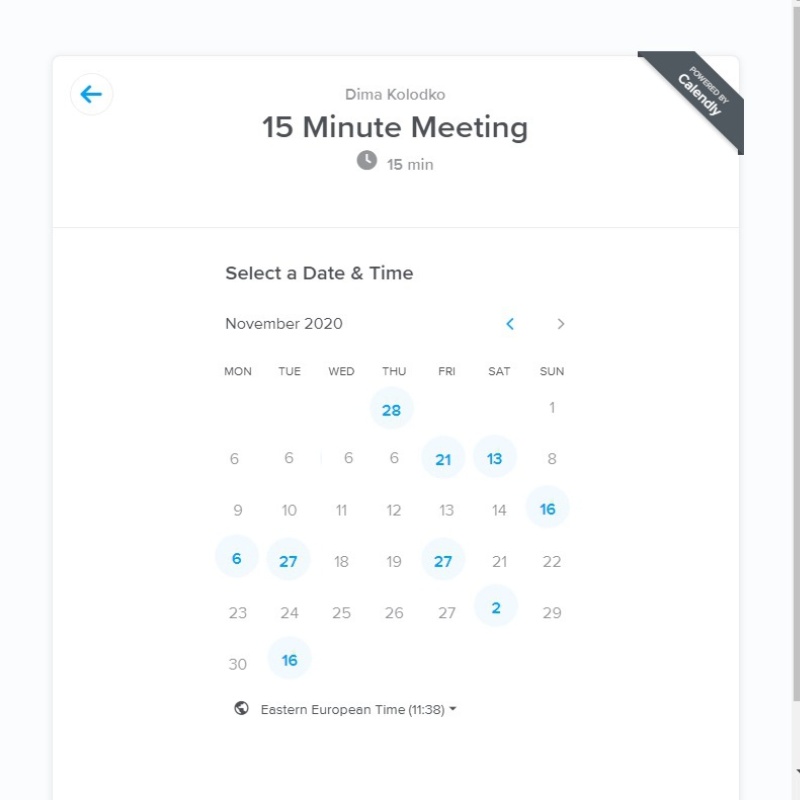 POWERED BY
Calendly
Dima Kolodko
15 Minute Meeting
15 min
Select a Date & Time
November 2020
MON TUE WED THU FRI SAT SUN
28 1
6 6 6 6 21 13 8
9 10 11 12 13 14 16
6 27 18 19 27 21 22
23 24 25 26 27 2 29
30 16
Eastern European Time (11:38)